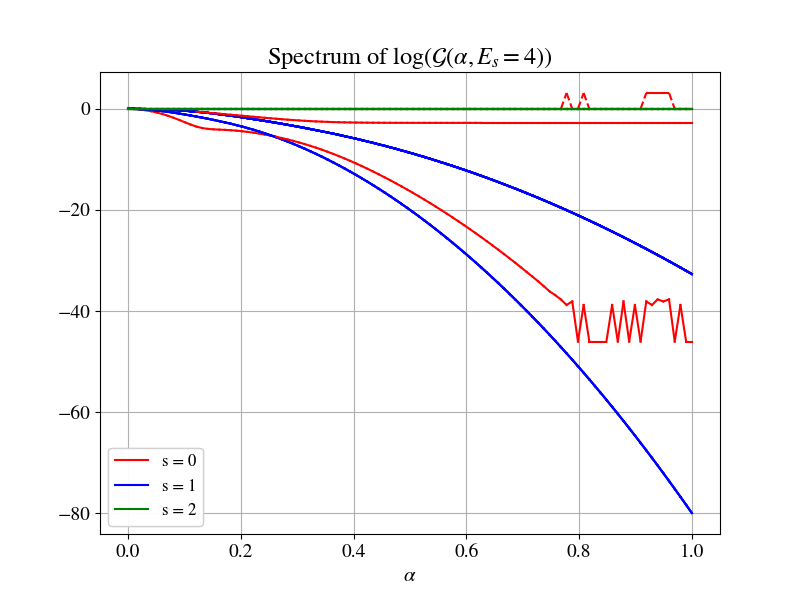 Spectrum of log(𝒢(α, Eₛ = 4))
0
−20
−40
−60
−80
s = 0
s = 1
s = 2
0.0 0.2 0.4 0.6 0.8 1.0
α